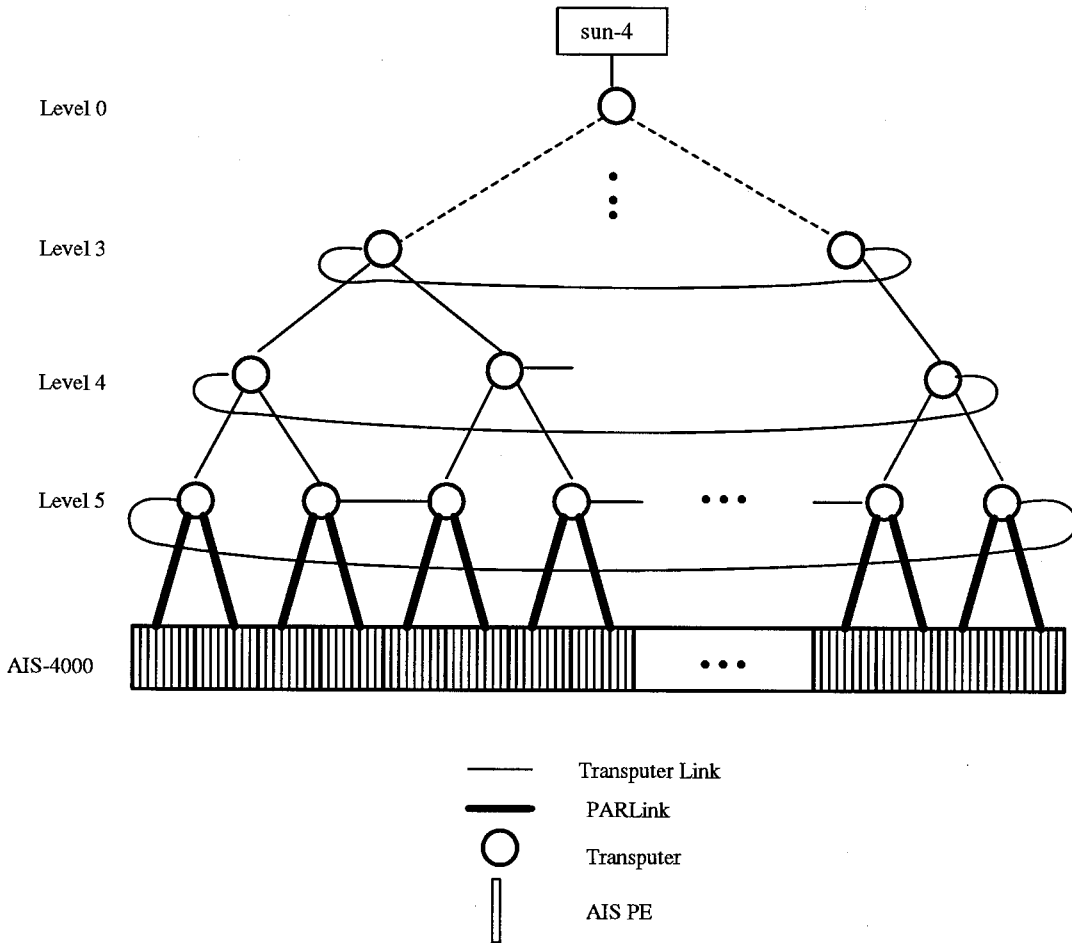 sun-4
Level 0
Level 3
Level 4
Level 5
AIS-4000
Transputer Link
PARLink
Transputer
AIS PE